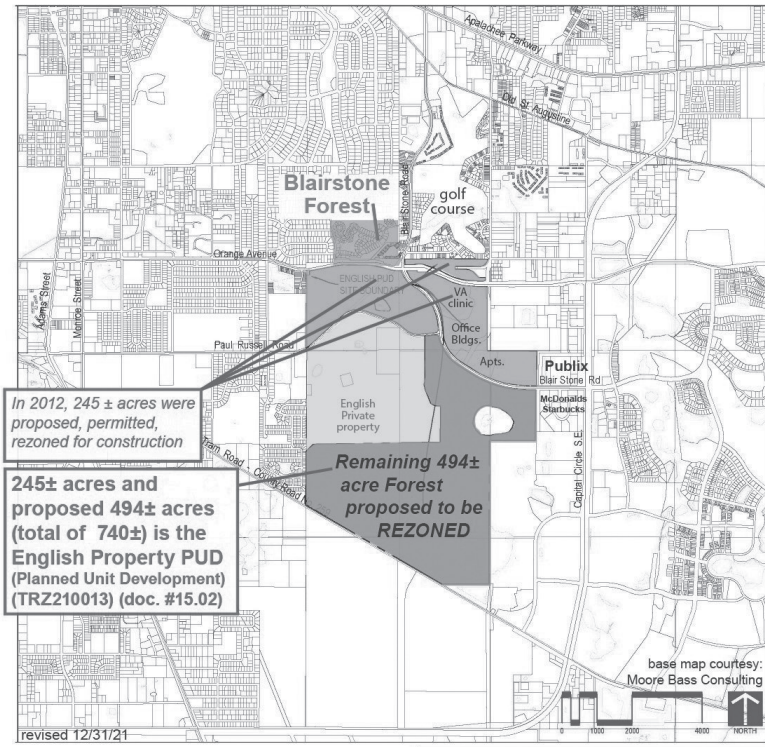 Apalachee Parkway
Old St. Augustine
Blair Stone Road
Blairstone
Forest
golf
course
Orange Avenue
ENGLISH PUD
SITE BOUNDARY
VA
clinic
Adams Street
Monroe Street
Office
Bldgs.
Paul Russell Road
Apts.
Publix
Blair Stone Rd
McDonalds
Starbucks
In 2012, 245 ± acres were
proposed, permitted,
rezoned for construction
English
Private
property
Capital Circle S.E.
Tram Road - County Road
Remaining 494±
acre Forest
proposed to be
REZONED
245± acres and
proposed 494± acres
(total of 740±) is the
English Property PUD
(Planned Unit Development)
(TRZ210013) (doc. #15.02)
base map courtesy:
Moore Bass Consulting
0 1000 2000 4000
NORTH
revised 12/31/21